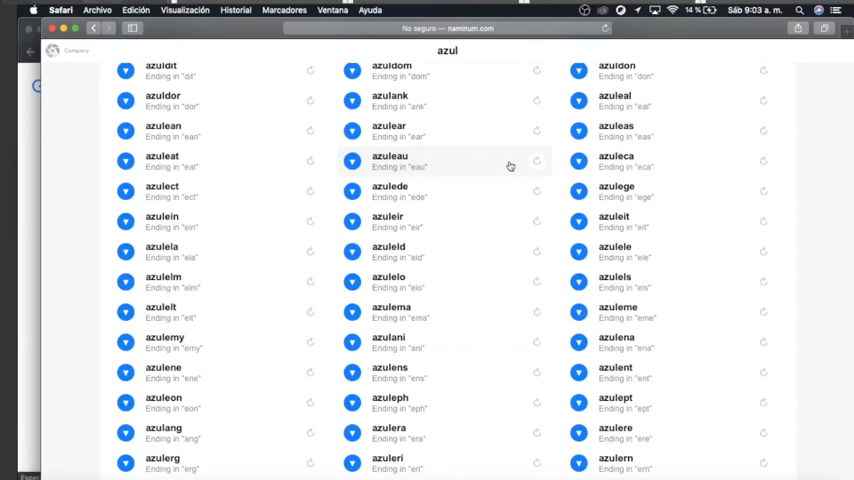 Safari Archivo Edición Visualización Historial Marcadores Ventana Ayuda 14 % Sáb 9:03 a. m.
No seguro — naminum.com
Company azul
azuldit azuldom azuldon
Ending in "dit" Ending in "dom" Ending in "don"
azuldor azulank azuleal
Ending in "dor" Ending in "ank" Ending in "eal"
azulean azulear azuleas
Ending in "ean" Ending in "ear" Ending in "eas"
azuleat azuleau azuleca
Ending in "eat" Ending in "eau" Ending in "eca"
azulect azulede azulege
Ending in "ect" Ending in "ede" Ending in "ege"
azulein azuleir azuleit
Ending in "ein" Ending in "eir" Ending in "eit"
azulela azuleld azulele
Ending in "ela" Ending in "eld" Ending in "ele"
azulelm azulelo azulels
Ending in "elm" Ending in "elo" Ending in "els"
azulelt azulema azuleme
Ending in "elt" Ending in "ema" Ending in "eme"
azulemy azulani azulena
Ending in "emy" Ending in "ani" Ending in "ena"
azulene azulens azulent
Ending in "ene" Ending in "ens" Ending in "ent"
azuleon azuleph azulept
Ending in "eon" Ending in "eph" Ending in "ept"
azulang azulera azulere
Ending in "ang" Ending in "era" Ending in "ere"
azulerg azuleri azulern
Ending in "erg" Ending in "eri" Ending in "ern"